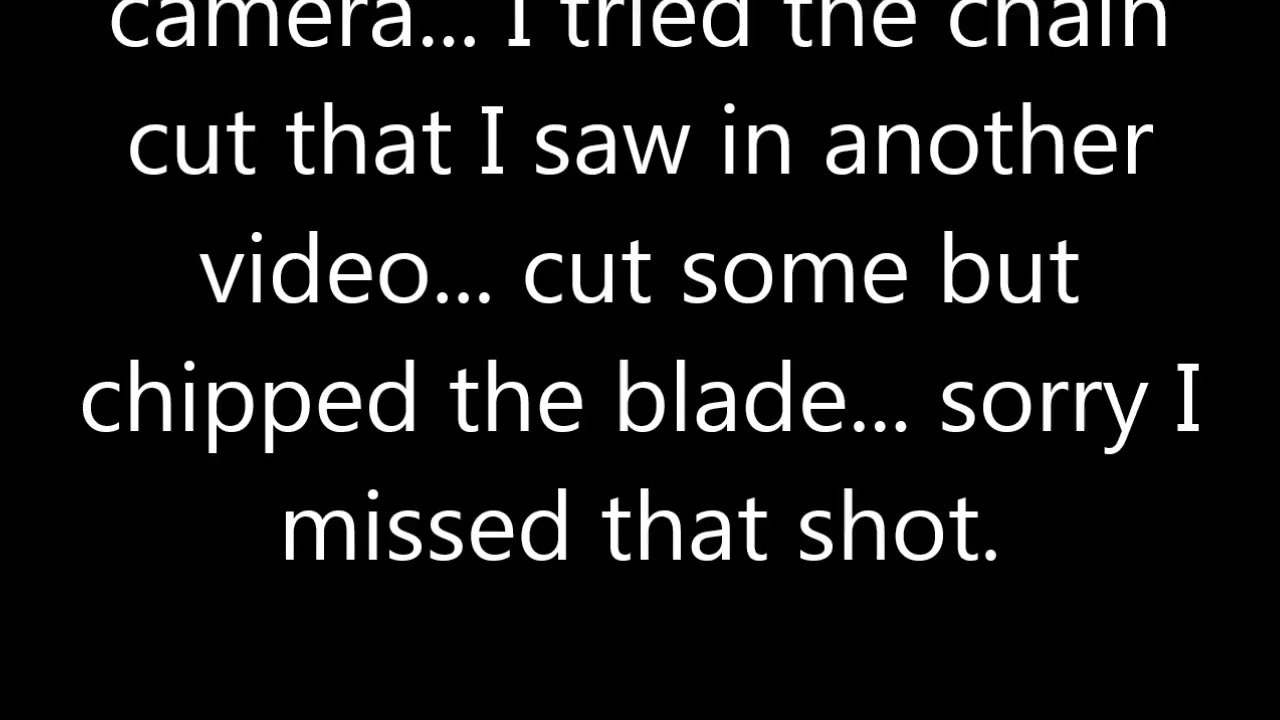 camera... I tried the chain
cut that I saw in another
video... cut some but
chipped the blade... sorry I
missed that shot.